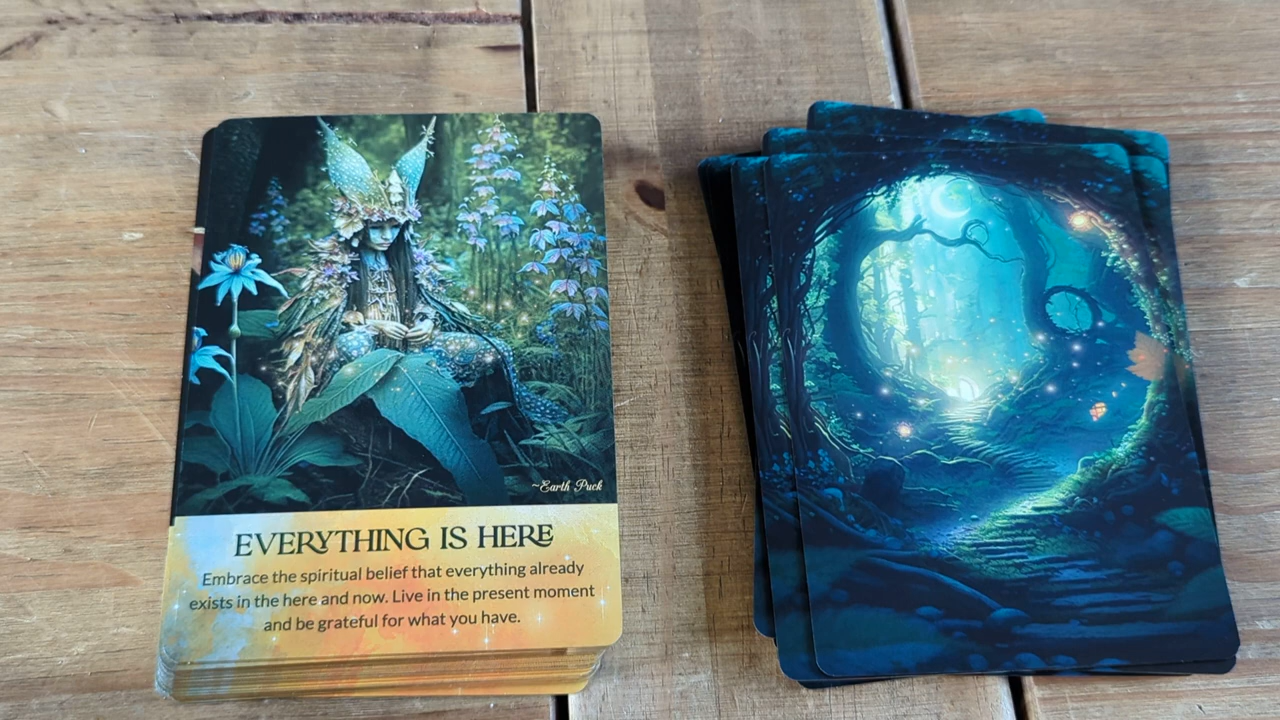 ~Earth Puck
EVERYTHING IS HERE
Embrace the spiritual belief that everything already
exists in the here and now. Live in the present moment
and be grateful for what you have.